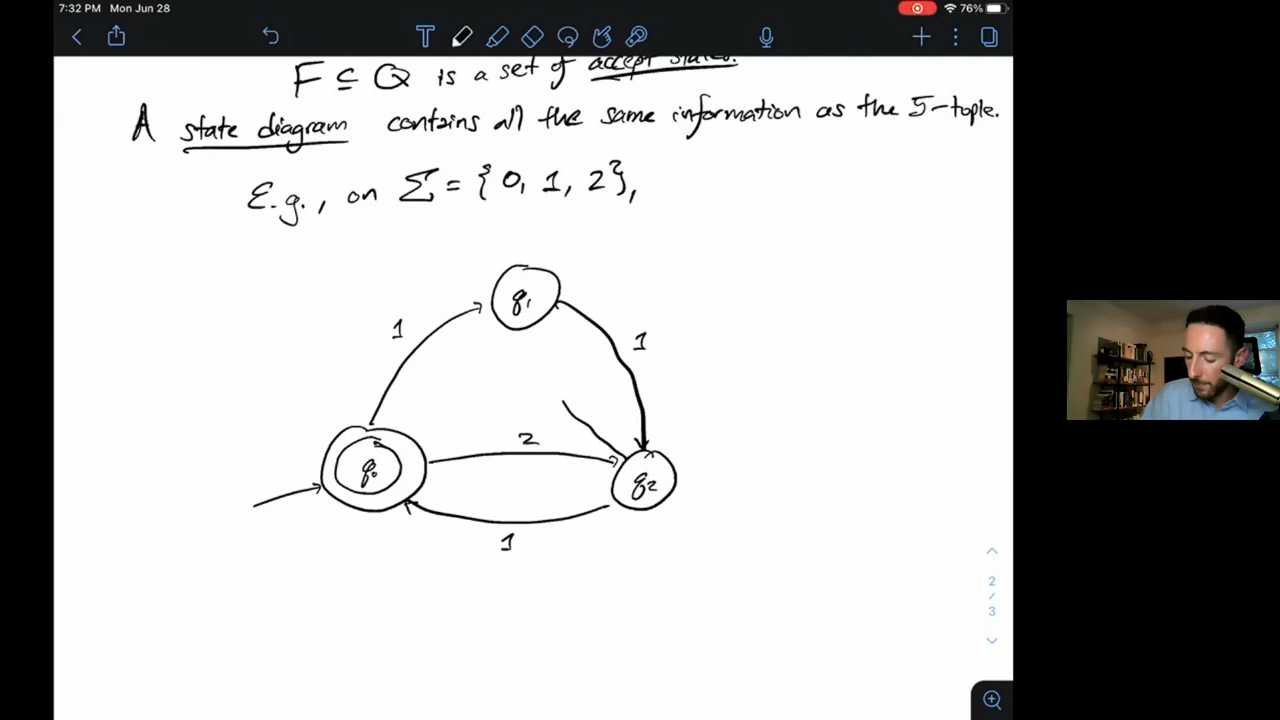 7:32 PM Mon Jun 28
76%
F ⊆ Q is a set of accept states.
A state diagram contains all the same information as the 5-tuple.
E.g., on Σ = {0, 1, 2},
q₁
1
1
2
q₀
q₂
1
2
/
3